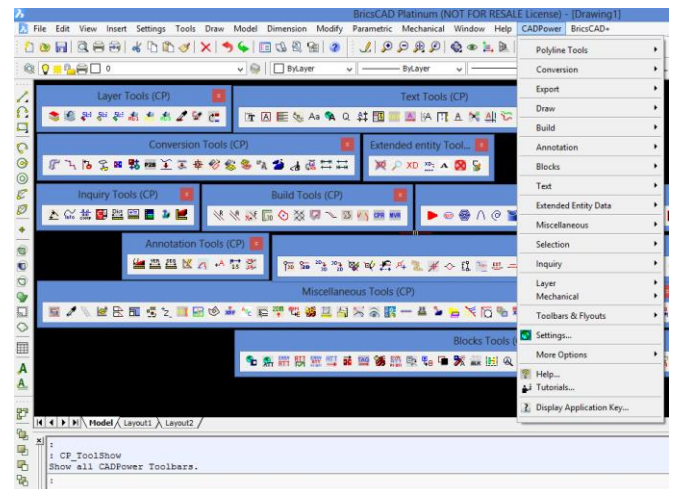 BricsCAD Platinum (NOT FOR RESALE License) - [Drawing1]
File Edit View Insert Settings Tools Draw Model Dimension Modify Parametric Mechanical Window Help CADPower BricsCAD+
0
ByLayer
ByLayer
Layer Tools (CP)
Text Tools (CP)
Conversion Tools (CP)
Extended entity Tool...
Inquiry Tools (CP)
Build Tools (CP)
Annotation Tools (CP)
Miscellaneous Tools (CP)
Blocks Tools
Polyline Tools
Conversion
Export
Draw
Build
Annotation
Blocks
Text
Extended Entity Data
Miscellaneous
Selection
Inquiry
Layer
Mechanical
Toolbars & Flyouts
Settings...
More Options
Help...
Tutorials...
Display Application Key...
Model Layout1 Layout2
:
: CP_ToolShow
Show all CADPower Toolbars.
: